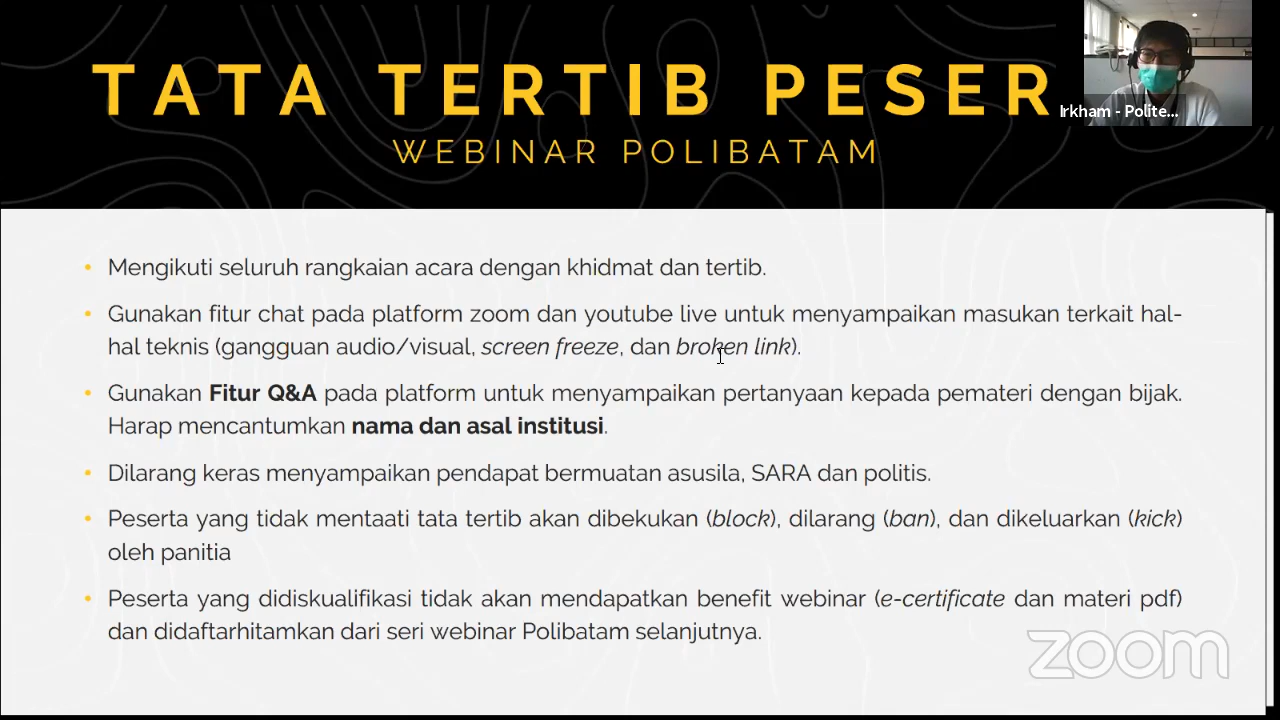 TATA TERTIB PESER
WEBINAR POLIBATAM
Irkham - Polite...
• Mengikuti seluruh rangkaian acara dengan khidmat dan tertib.
• Gunakan fitur chat pada platform zoom dan youtube live untuk menyampaikan masukan terkait hal-
hal teknis (gangguan audio/visual, screen freeze, dan broken link).
• Gunakan Fitur Q&A pada platform untuk menyampaikan pertanyaan kepada pemateri dengan bijak.
Harap mencantumkan nama dan asal institusi.
• Dilarang keras menyampaikan pendapat bermuatan asusila, SARA dan politis.
• Peserta yang tidak mentaati tata tertib akan dibekukan (block), dilarang (ban), dan dikeluarkan (kick)
oleh panitia
• Peserta yang didiskualifikasi tidak akan mendapatkan benefit webinar (e-certificate dan materi pdf)
dan didaftarhitamkan dari seri webinar Polibatam selanjutnya.
zoom